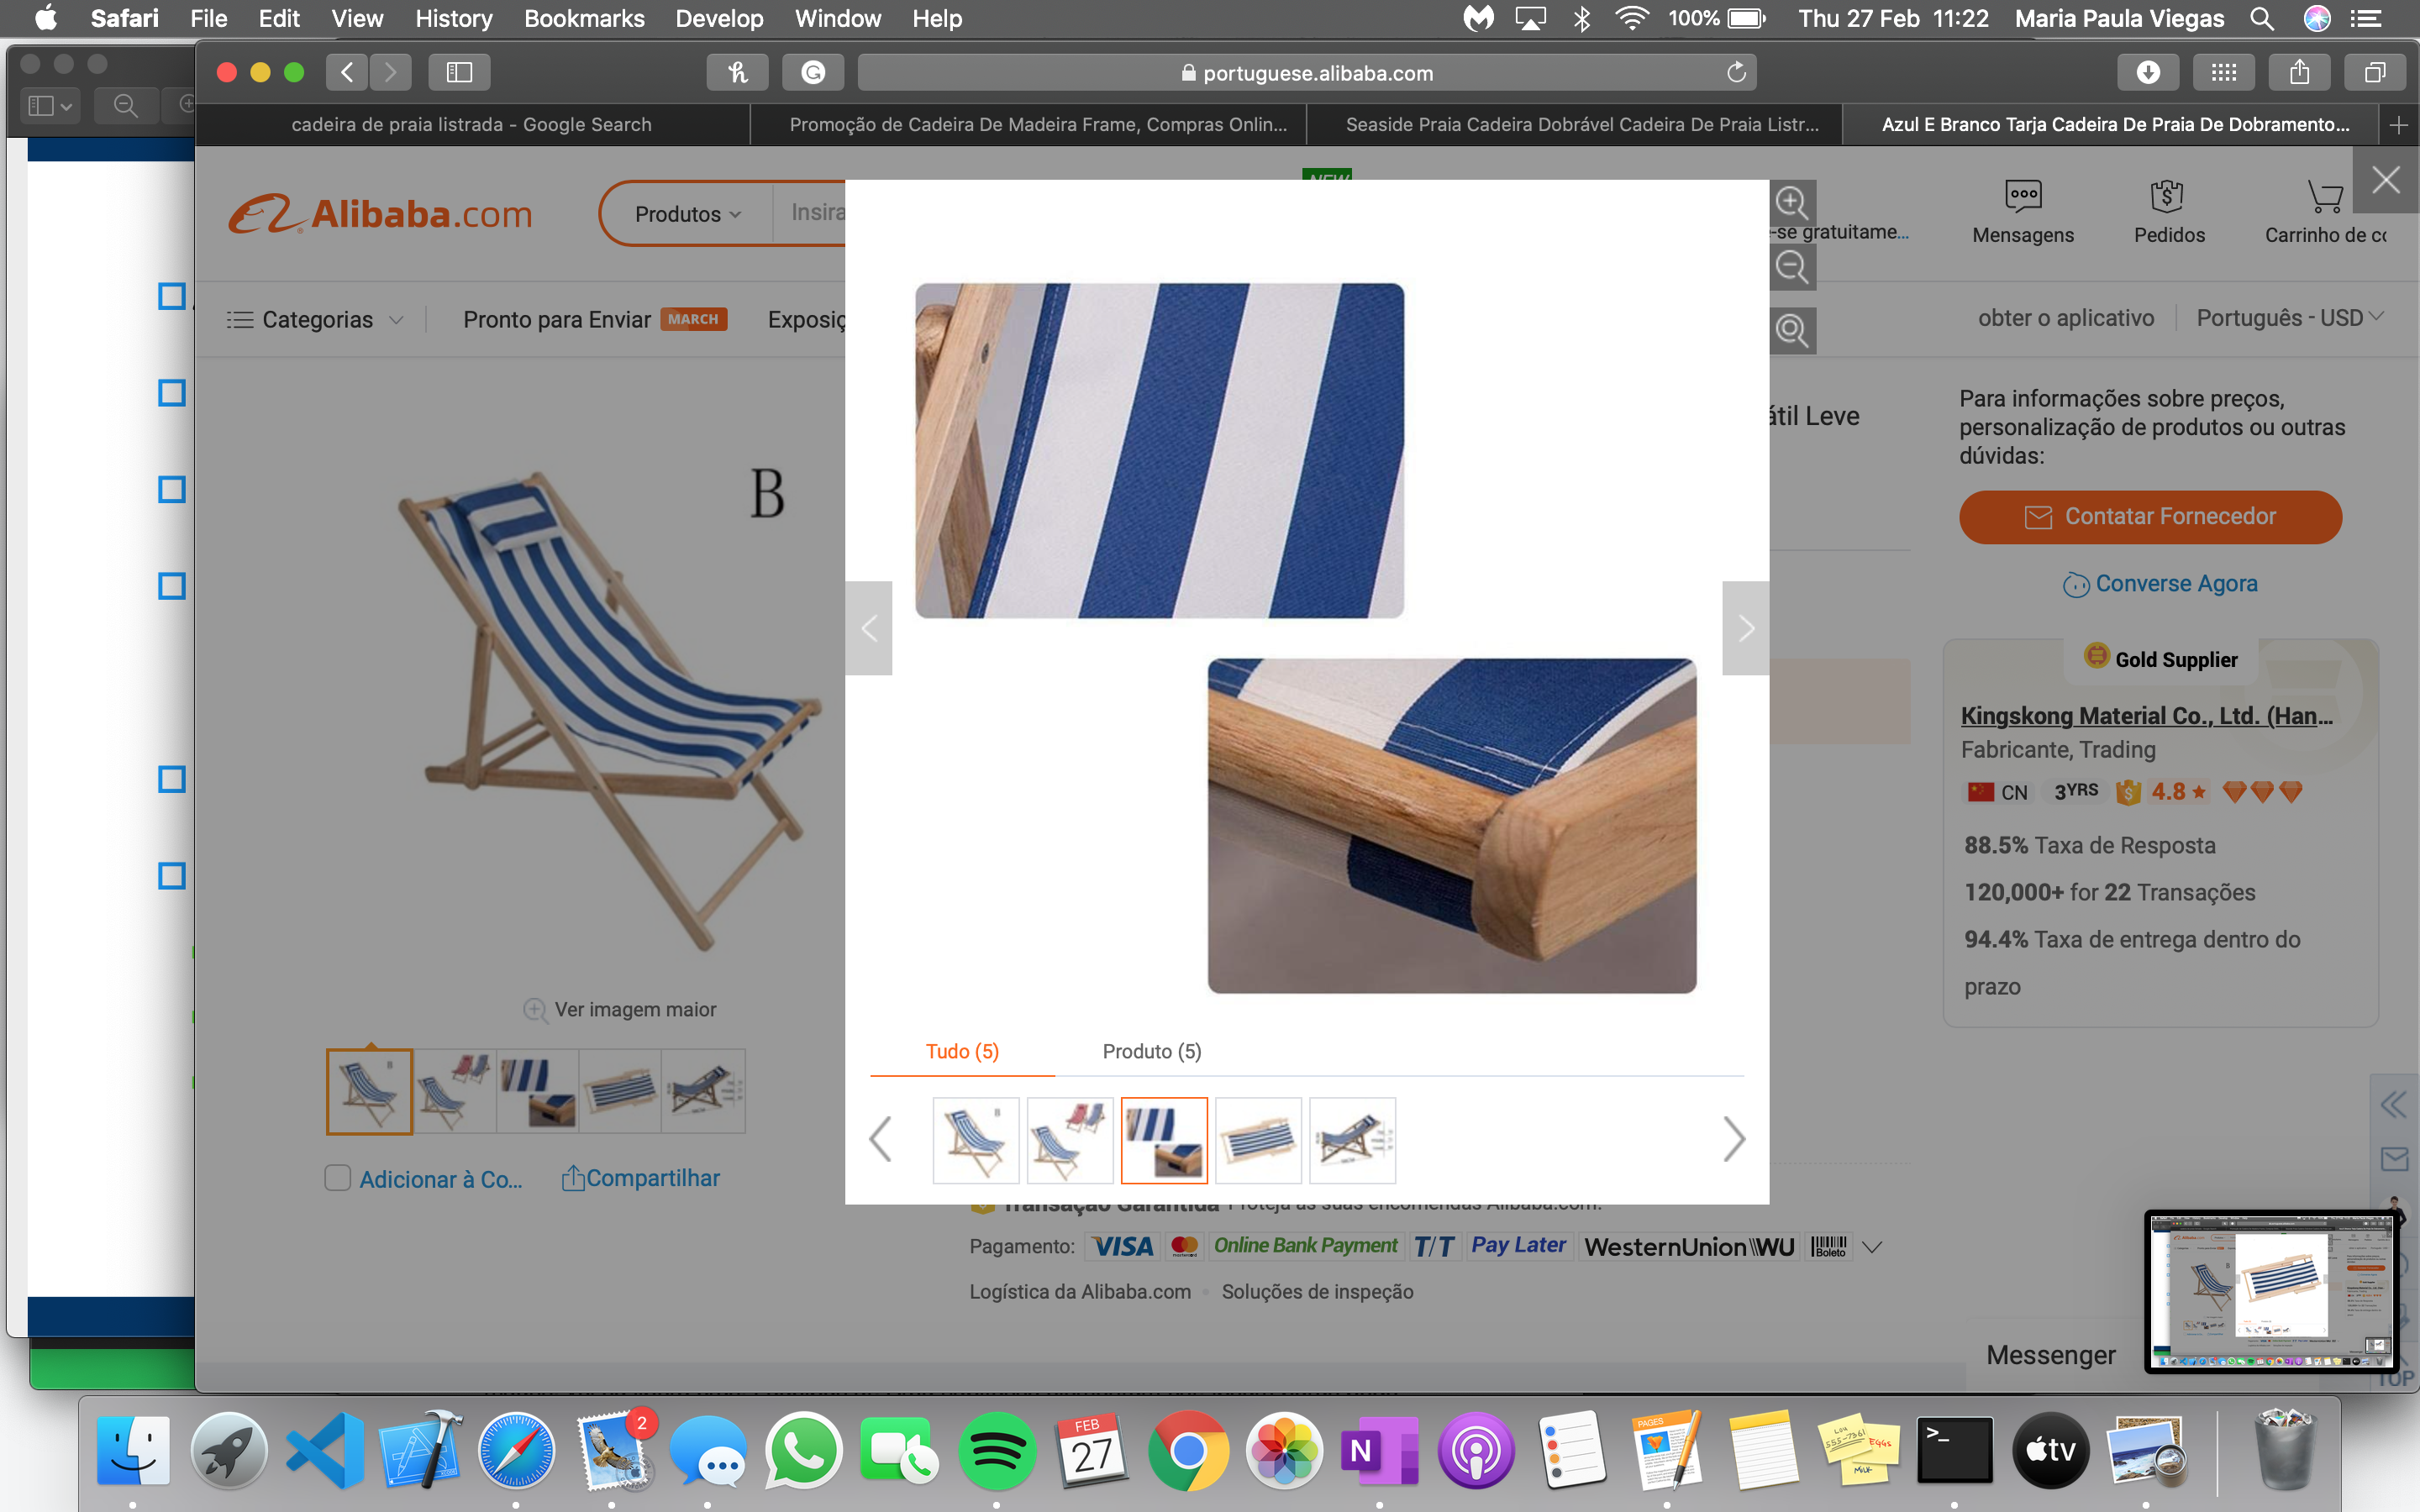 Safari File Edit View History Bookmarks Develop Window Help
100% Thu 27 Feb 11:22 Maria Paula Viegas
portuguese.alibaba.com
cadeira de praia listrada - Google Search
Promoção de Cadeira De Madeira Frame, Compras Onlin...
Seaside Praia Cadeira Dobrável Cadeira De Praia Listr...
Azul E Branco Tarja Cadeira De Praia De Dobramento...
NEW
Alibaba.com
Produtos
Insira
-se gratuitame...
Mensagens
Pedidos
Carrinho de co
Categorias
Pronto para Enviar MARCH
Exposiç
obter o aplicativo
Português - USD
átil Leve
Para informações sobre preços,
personalização de produtos ou outras
dúvidas:
Contatar Fornecedor
Converse Agora
B
Gold Supplier
Kingskong Material Co., Ltd. (Han...
Fabricante, Trading
CN 3YRS 4.8
88.5% Taxa de Resposta
120,000+ for 22 Transações
94.4% Taxa de entrega dentro do
prazo
Ver imagem maior
Tudo (5)
Produto (5)
Adicionar à Co...
Compartilhar
Transação Garantida Proteja as suas encomendas Alibaba.com.
Pagamento: VISA Online Bank Payment T/T Pay Later WesternUnion WU Boleto
Logística da Alibaba.com
Soluções de inspeção
Messenger
TOP
2
FEB
27
N
PAGES
555-7361
EGGS
MILK
>_
tv